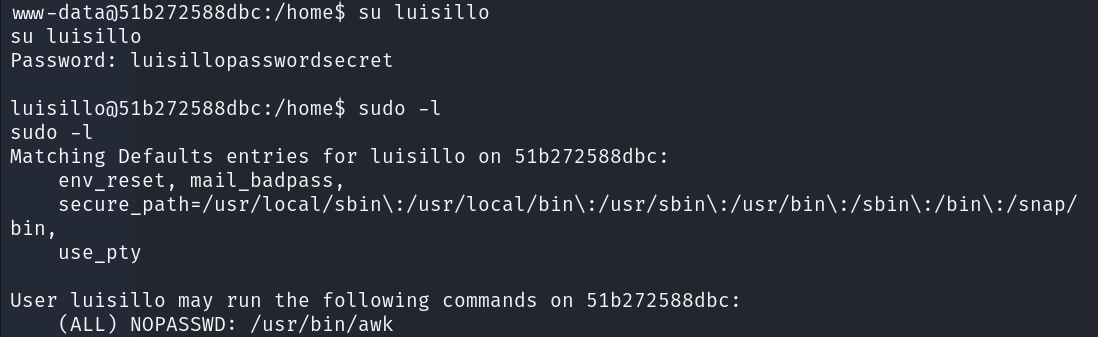 www-data@51b272588dbc:/home$ su luisillo
su luisillo
Password: luisillopasswordsecret
luisillo@51b272588dbc:/home$ sudo -l
sudo -l
Matching Defaults entries for luisillo on 51b272588dbc:
    env_reset, mail_badpass,
    secure_path=/usr/local/sbin\:/usr/local/bin\:/usr/sbin\:/usr/bin\:/sbin\:/bin\:/snap/
bin,
    use_pty
User luisillo may run the following commands on 51b272588dbc:
    (ALL) NOPASSWD: /usr/bin/awk